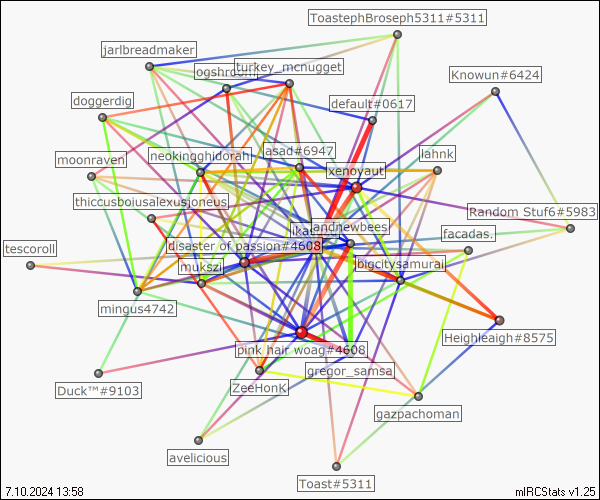 ToastephBroseph5311#5311
jarlbreadmaker
turkey_mcnugget
Knowun#6424
doggerdig
default#0617
asad#6947
neokingghidorah
lahnk
moonraven
xenoyaut
thiccusboiusalexusjoneus
Random Stuf6#5983
andnewbees
facadas.
disaster of passion#4608
tescoroll
mukszi
bigcitysamurai
mingus4742
Heighleaigh#8575
pink hair woag#4608
gregor_samsa
Duck™#9103
ZeeHonK
gazpachoman
avelicious
Toast#5311
7.10.2024 13:58
mIRCStats v1.25